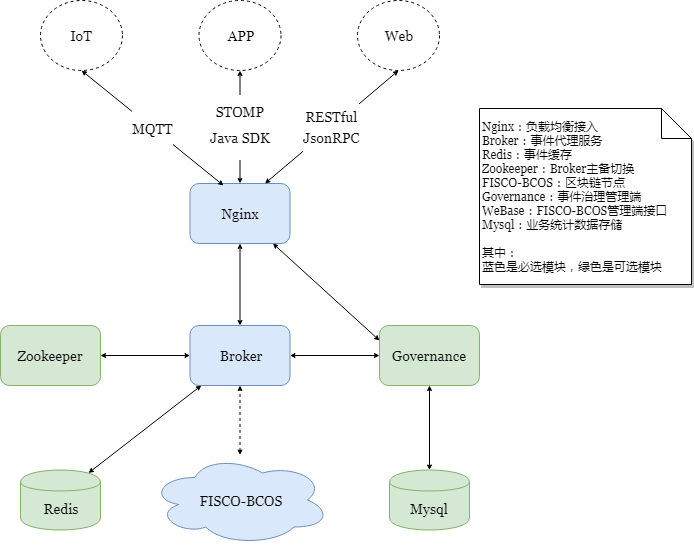 IoT
APP
Web
MQTT
STOMP
Java SDK
RESTful
JsonRPC
Nginx
Nginx：负载均衡接入
Broker：事件代理服务
Redis：事件缓存
Zookeeper：Broker主备切换
FISCO-BCOS：区块链节点
Governance：事件治理管理端
WeBase：FISCO-BCOS管理端接口
Mysql：业务统计数据存储
其中：
蓝色是必选模块，绿色是可选模块
Zookeeper
Broker
Governance
Redis
FISCO-BCOS
Mysql